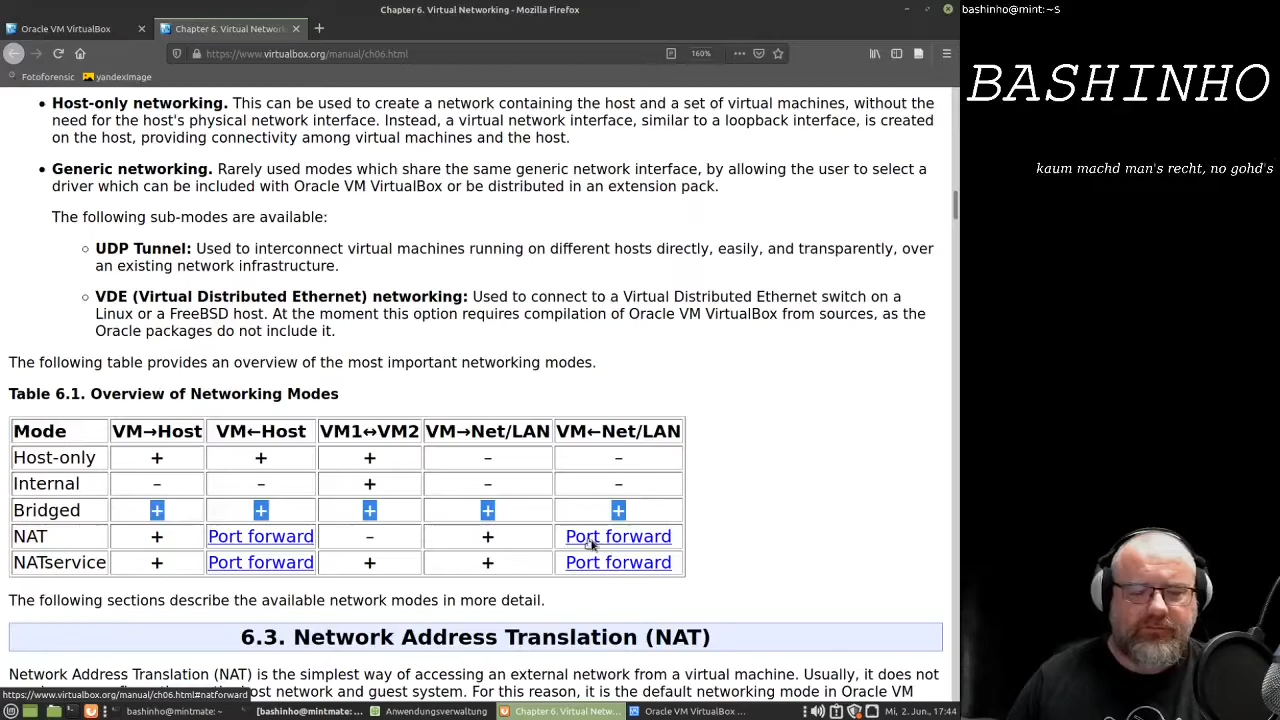 Chapter 6. Virtual Networking - Mozilla Firefox
Oracle VM VirtualBox
Chapter 6. Virtual Network
https://www.virtualbox.org/manual/ch06.html
160%
Fotoforensic
yandexImage
• Host-only networking. This can be used to create a network containing the host and a set of virtual machines, without the
need for the host's physical network interface. Instead, a virtual network interface, similar to a loopback interface, is created
on the host, providing connectivity among virtual machines and the host.
• Generic networking. Rarely used modes which share the same generic network interface, by allowing the user to select a
driver which can be included with Oracle VM VirtualBox or be distributed in an extension pack.
The following sub-modes are available:
○ UDP Tunnel: Used to interconnect virtual machines running on different hosts directly, easily, and transparently, over
an existing network infrastructure.
○ VDE (Virtual Distributed Ethernet) networking: Used to connect to a Virtual Distributed Ethernet switch on a
Linux or a FreeBSD host. At the moment this option requires compilation of Oracle VM VirtualBox from sources, as the
Oracle packages do not include it.
The following table provides an overview of the most important networking modes.
Table 6.1. Overview of Networking Modes
Mode VM→Host VM←Host VM1↔VM2 VM→Net/LAN VM←Net/LAN
Host-only + + + – –
Internal – – + – –
Bridged + + + + +
NAT + Port forward – + Port forward
NATservice + Port forward + + Port forward
The following sections describe the available network modes in more detail.
6.3. Network Address Translation (NAT)
Network Address Translation (NAT) is the simplest way of accessing an external network from a virtual machine. Usually, it does not
ost network and guest system. For this reason, it is the default networking mode in Oracle VM
https://www.virtualbox.org/manual/ch06.html#natforward
bashinho@mintmate: ~
[bashinho@mintmate: ...
Anwendungsverwaltung
Chapter 6. Virtual Netw...
Oracle VM VirtualBox ...
Mi, 2. Jun., 17:44
bashinho@mint:~$
BASHINHO
kaum machd man's recht, no gohd's